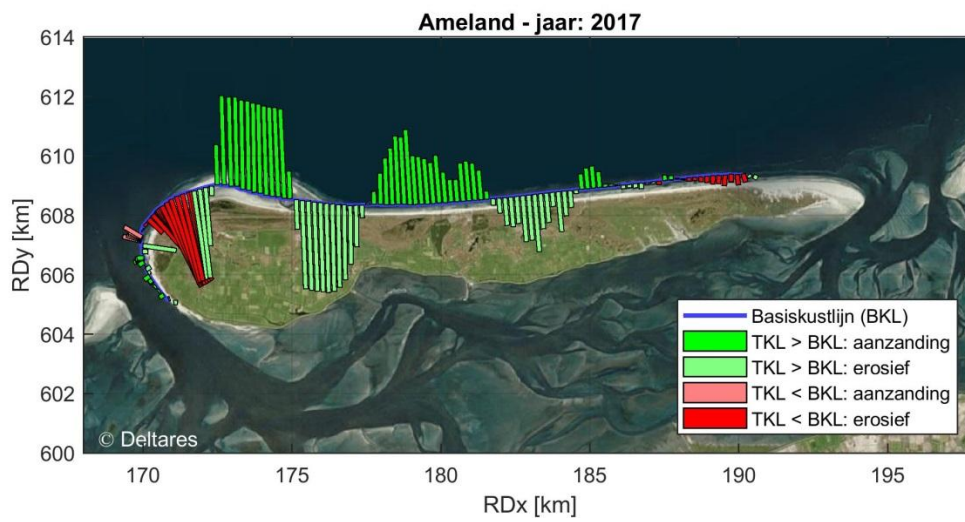 Ameland - jaar: 2017
RDy [km]
614
612
610
608
606
604
602
600
Basiskustlijn (BKL)
TKL > BKL: aanzanding
TKL > BKL: erosief
TKL < BKL: aanzanding
TKL < BKL: erosief
© Deltares
170 175 180 185 190 195
RDx [km]